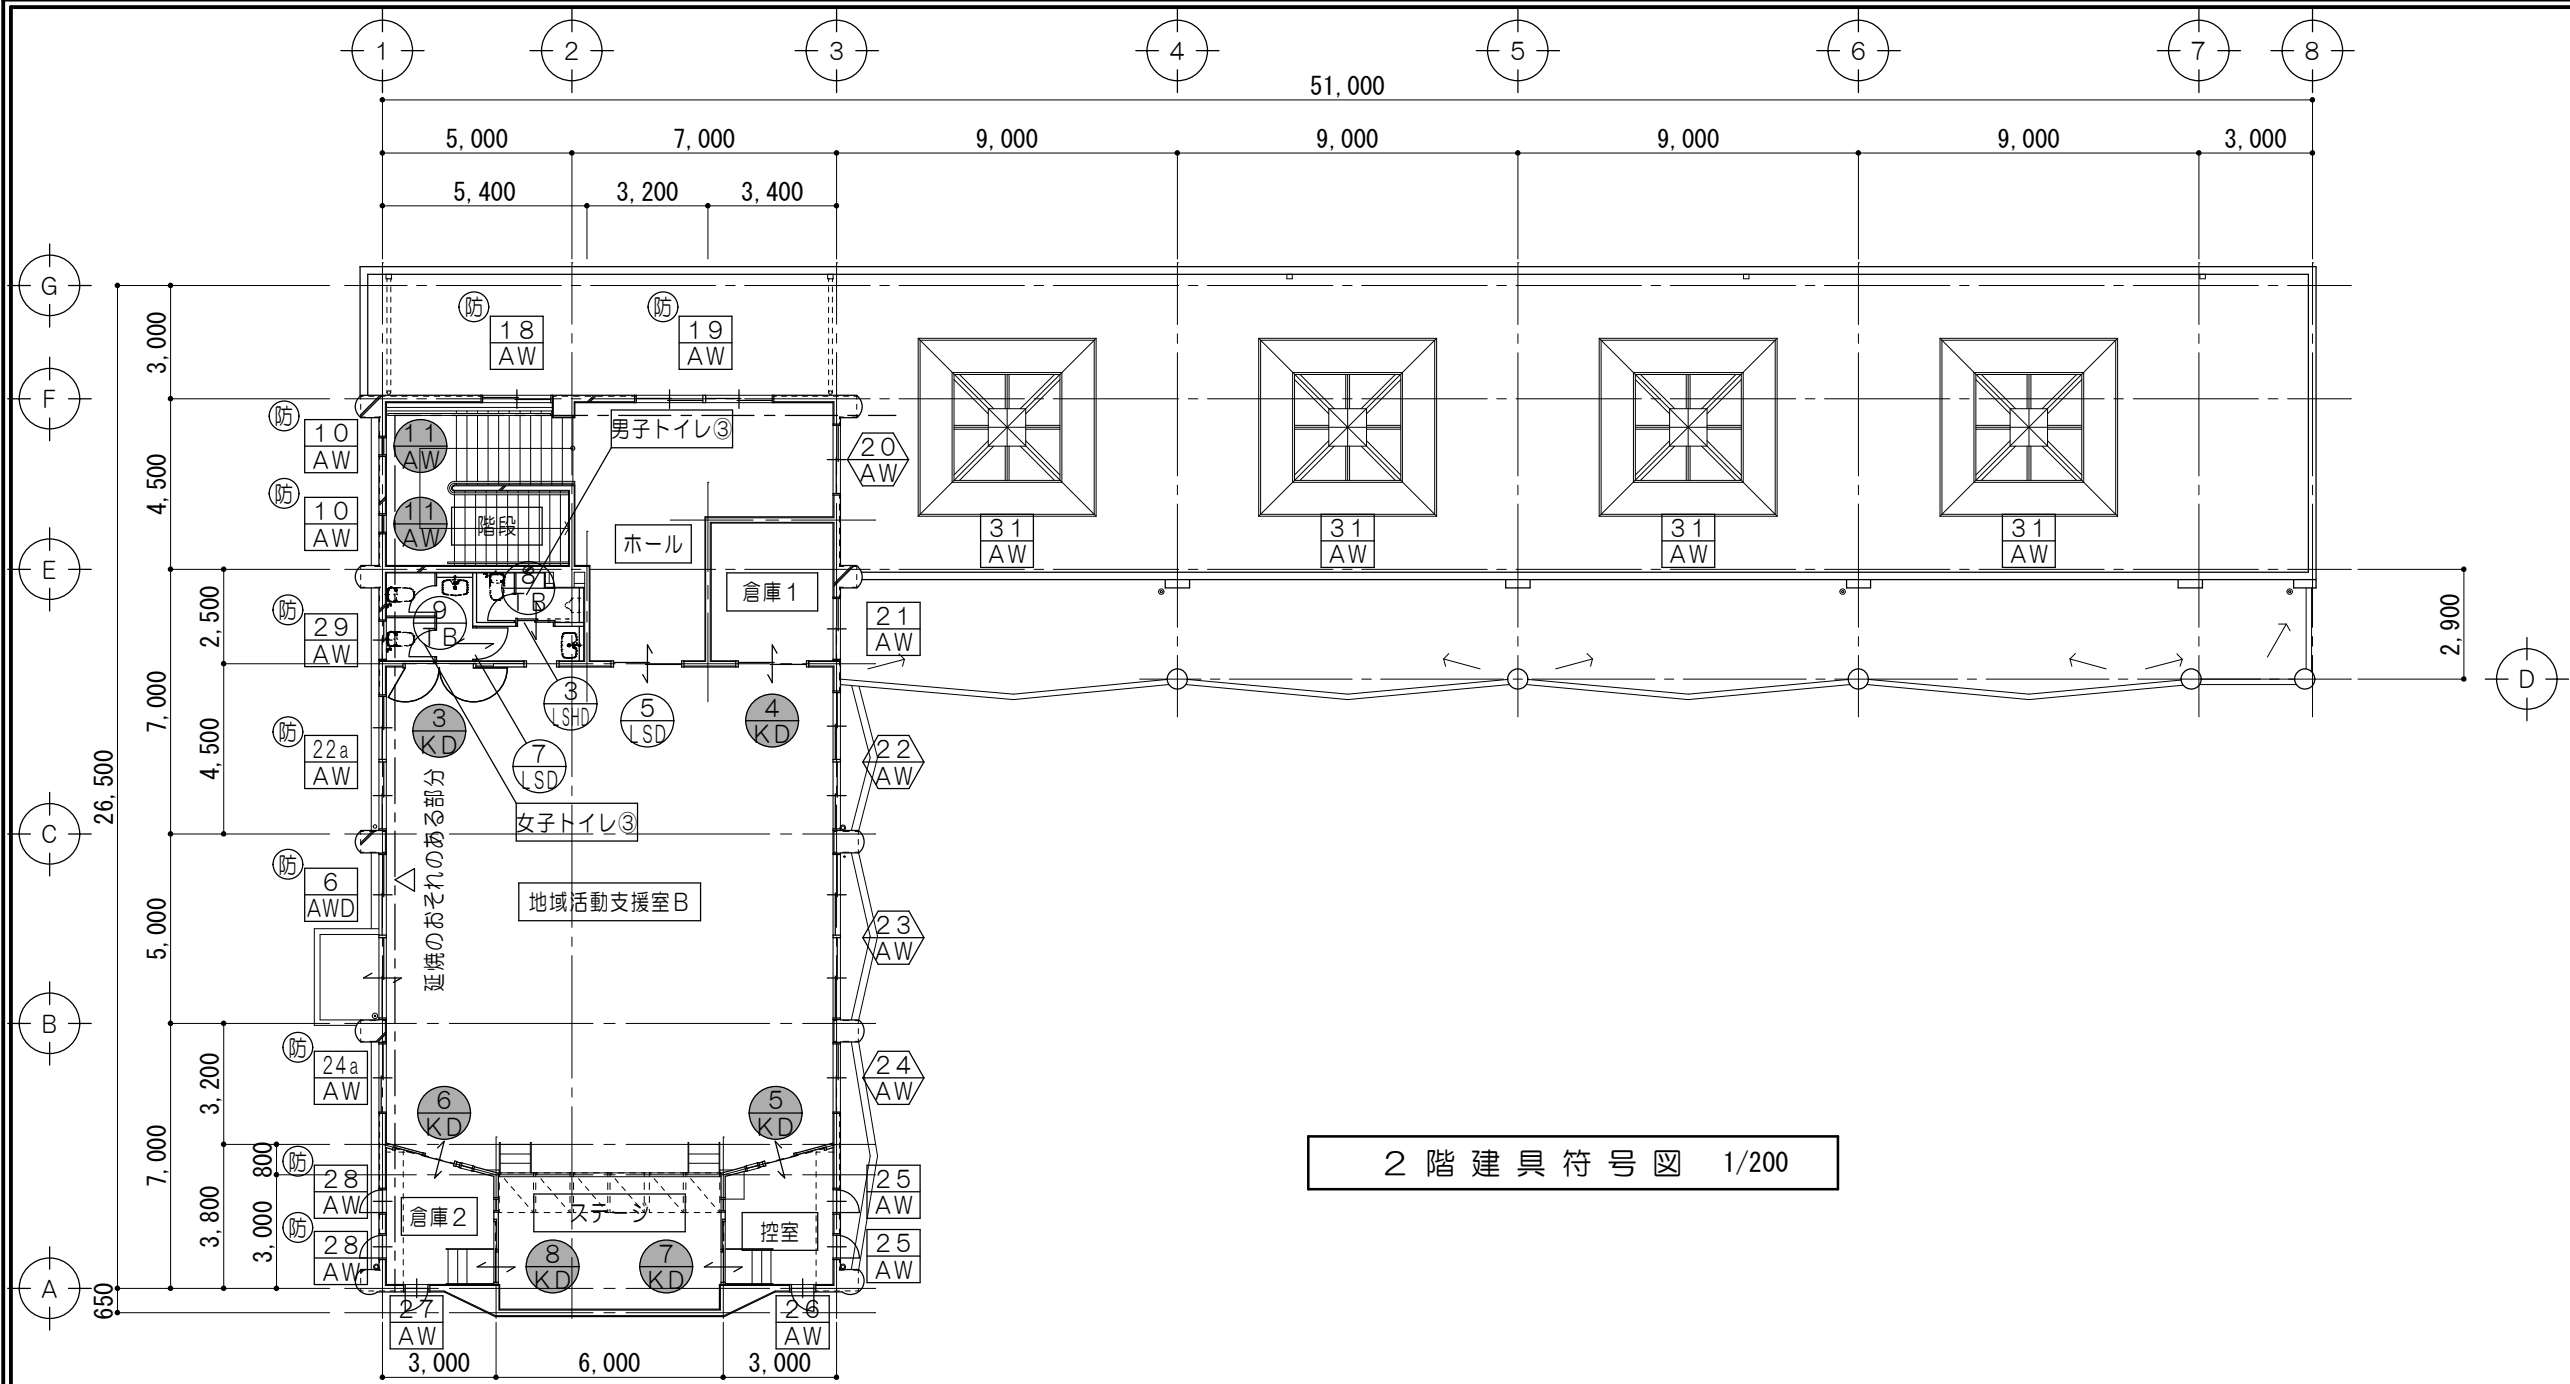 1 2 3 4 5 6 7 8
51,000
5,000 7,000 9,000 9,000 9,000 9,000 3,000
5,400 3,200 3,400
G
防 18 AW
防 19 AW
3,000
F
防 10 AW
11 AW
男子トイレ③
20 AW
4,500
防 10 AW
11 AW
階段
ホール
31 AW
31 AW
31 AW
31 AW
E
8 TB
倉庫1
9 TB
防 29 AW
2,500
21 AW
2,900
D
3 LSHD
5 LSD
4 KD
3 KD
7 LSD
防 22a AW
22 AW
7,000
4,500
26,500
延焼のおそれのある部分
女子トイレ③
C
防 6 AWD
地域活動支援室B
23 AW
5,000
B
防 24a AW
24 AW
3,200
6 KD
5 KD
2階建具符号図 1/200
7,000
800
防 28 AW
25 AW
倉庫2
ステージ
控室
3,800
3,000
防 28 AW
25 AW
8 KD
7 KD
A
650
27 AW
26 AW
3,000 6,000 3,000